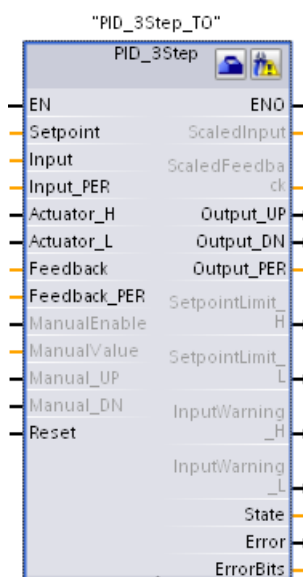 "PID_3Step_TO"
PID_3Step
EN
ENO
Setpoint
ScaledInput
Input
ScaledFeedba
ck
Input_PER
Actuator_H
Output_UP
Actuator_L
Output_DN
Feedback
Output_PER
Feedback_PER
SetpointLimit_
H
ManualEnable
ManualValue
SetpointLimit_
L
Manual_UP
Manual_DN
InputWarning
_H
Reset
InputWarning
_L
State
Error
ErrorBits